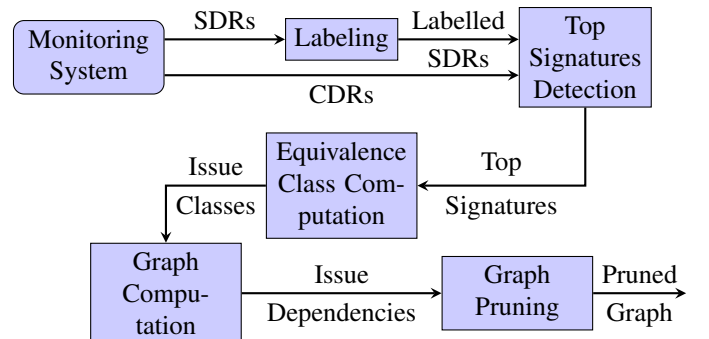 Monitoring
System
SDRs
Labeling
Labelled
SDRs
CDRs
Top
Signatures
Detection
Top
Signatures
Equivalence
Class Com-
putation
Issue
Classes
Graph
Compu-
tation
Issue
Dependencies
Graph
Pruning
Pruned
Graph